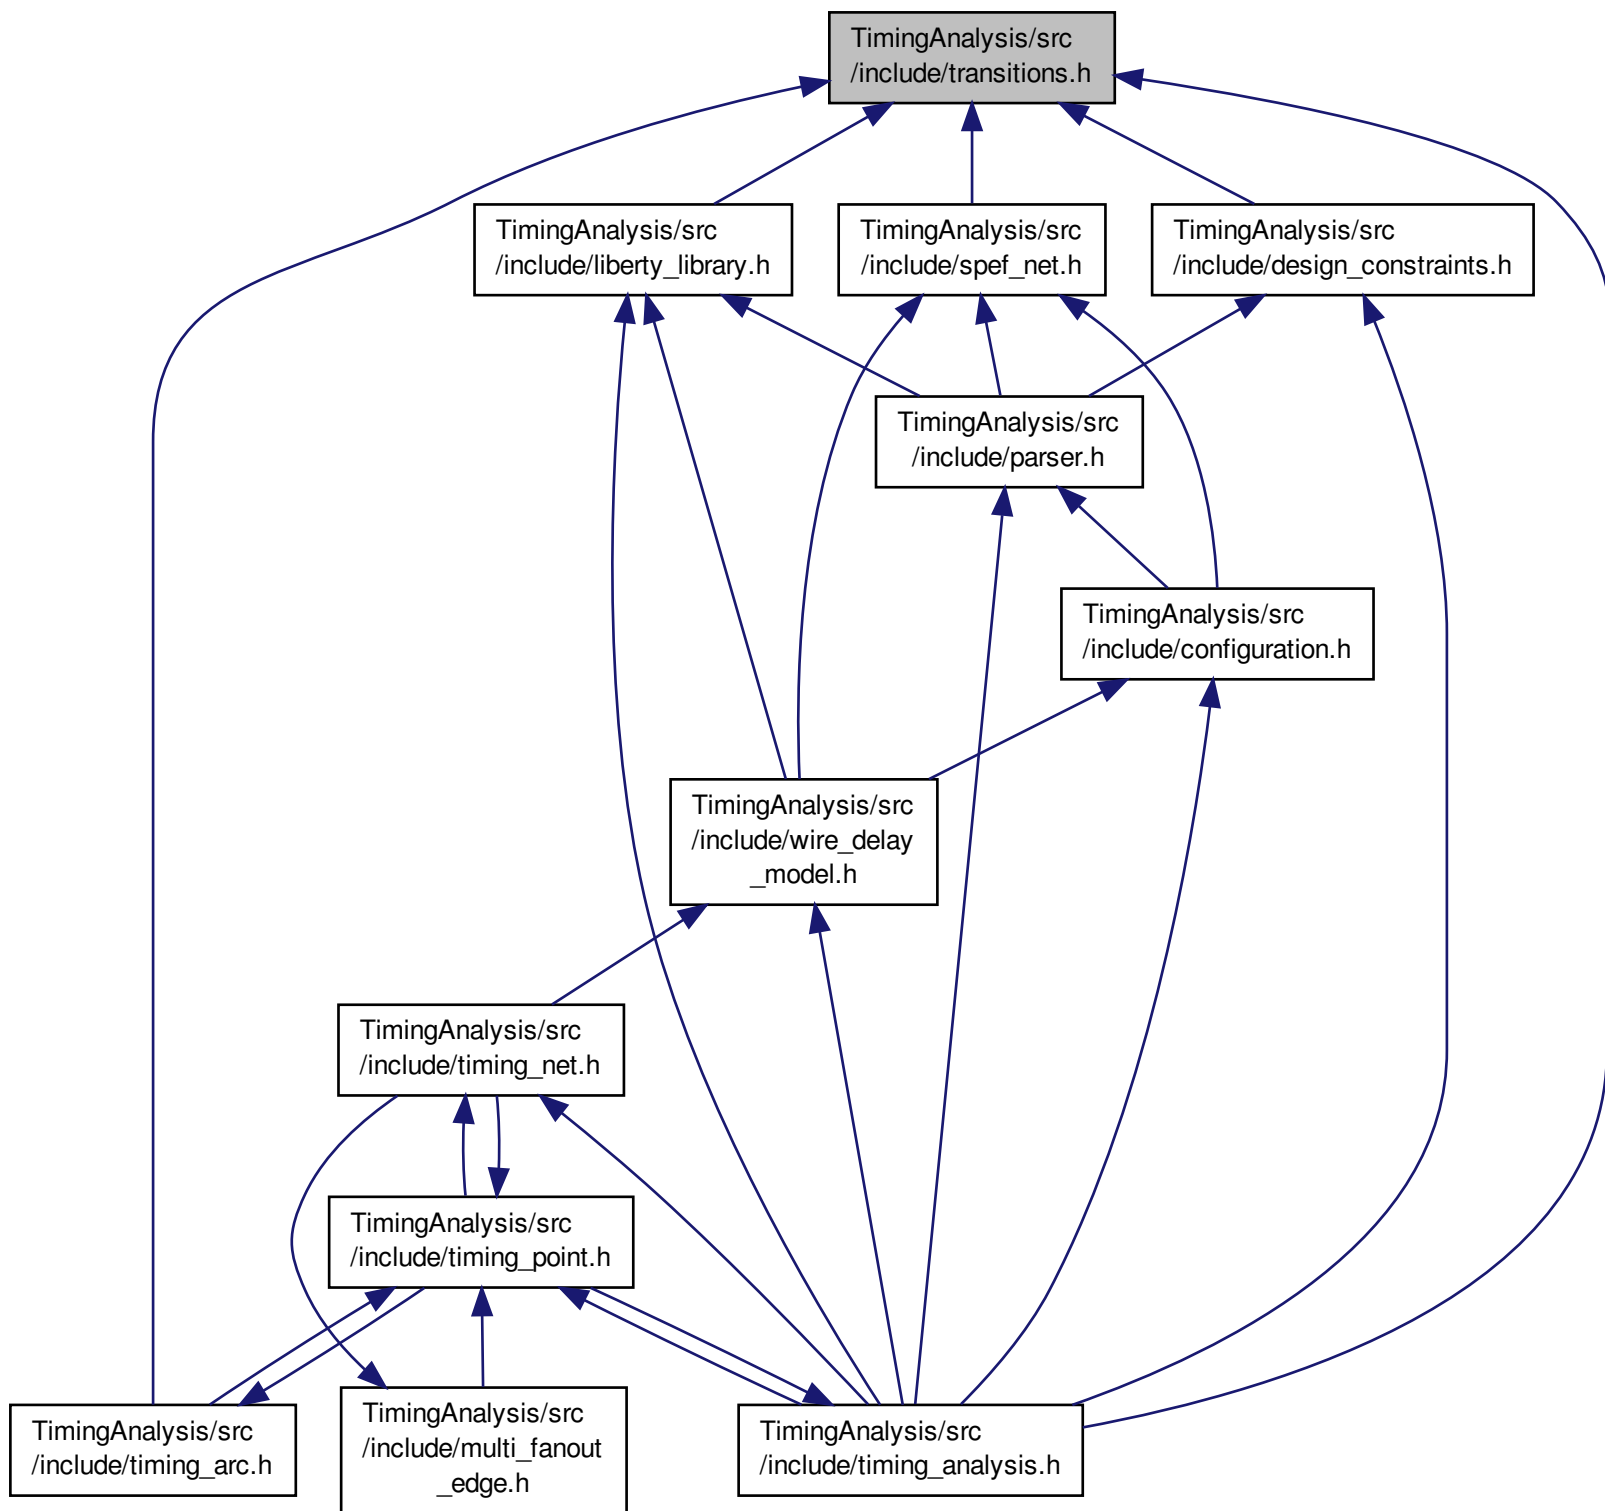 TimingAnalysis/src
/include/transitions.h
TimingAnalysis/src
/include/liberty_library.h
TimingAnalysis/src
/include/spef_net.h
TimingAnalysis/src
/include/design_constraints.h
TimingAnalysis/src
/include/parser.h
TimingAnalysis/src
/include/configuration.h
TimingAnalysis/src
/include/wire_delay
_model.h
TimingAnalysis/src
/include/timing_net.h
TimingAnalysis/src
/include/timing_point.h
TimingAnalysis/src
/include/timing_arc.h
TimingAnalysis/src
/include/multi_fanout
_edge.h
TimingAnalysis/src
/include/timing_analysis.h